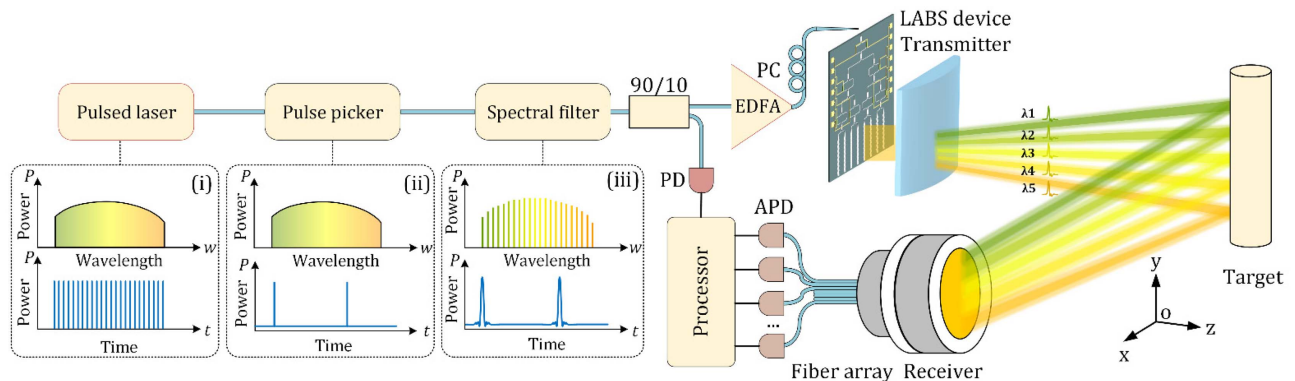 LABS device
Transmitter
PC
90/10
EDFA
Pulsed laser
Pulse picker
Spectral filter
PD
λ1
λ2
λ3
λ4
λ5
(i)
P
Power
w
Wavelength
P
Power
t
Time
(ii)
P
Power
w
Wavelength
P
Power
t
Time
(iii)
P
Power
w
Wavelength
P
Power
t
Time
Processor
APD
...
Fiber array
Receiver
Target
y
o
z
x